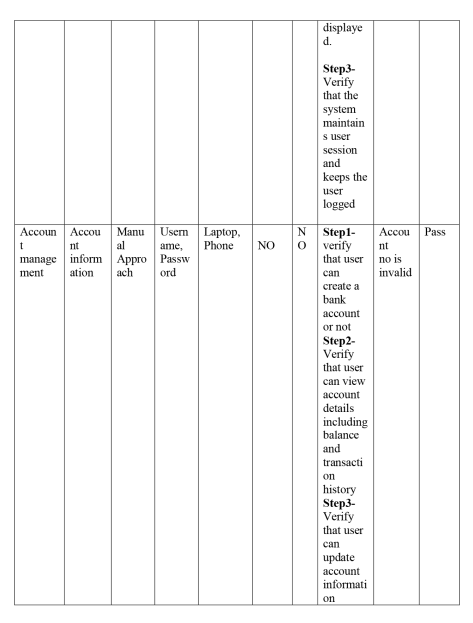 displaye
d.
Step3-
Verify
that the
system
maintain
s user
session
and
keeps the
user
logged
Accoun
t
manage
ment
Accou
nt
inform
ation
Manu
al
Appro
ach
Usern
ame,
Passw
ord
Laptop,
Phone
NO
N
O
Step1-
verify
that user
can
create a
bank
account
or not
Step2-
Verify
that user
can view
account
details
including
balance
and
transacti
on
history
Step3-
Verify
that user
can
update
account
informati
on
Accou
nt
no is
invalid
Pass